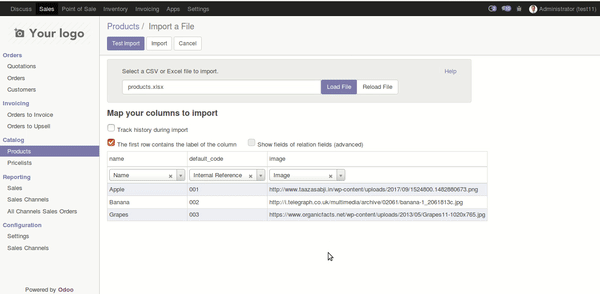 Discuss Sales Point of Sale Inventory Invoicing Apps Settings Administrator (test11)
Your logo
Products / Import a File
Test Import Import Cancel
Orders
Quotations
Orders
Customers
Invoicing
Orders to Invoice
Orders to Upsell
Catalog
Products
Pricelists
Reporting
Sales
Sales Channels
All Channels Sales Orders
Configuration
Settings
Sales Channels
Powered by Odoo
Select a CSV or Excel file to import. Help
products.xlsx Load File Reload File
Map your columns to import
Track history during import
The first row contains the label of the column Show fields of relation fields (advanced)
name default_code image
Name Internal Reference Image
Apple 001 http://www.taazasabji.in/wp-content/uploads/2017/09/1524800.1482880673.png
Banana 002 http://i.telegraph.co.uk/multimedia/archive/02061/banana-1_2061813c.jpg
Grapes 003 https://www.organicfacts.net/wp-content/uploads/2013/05/Grapes11-1020x765.jpg